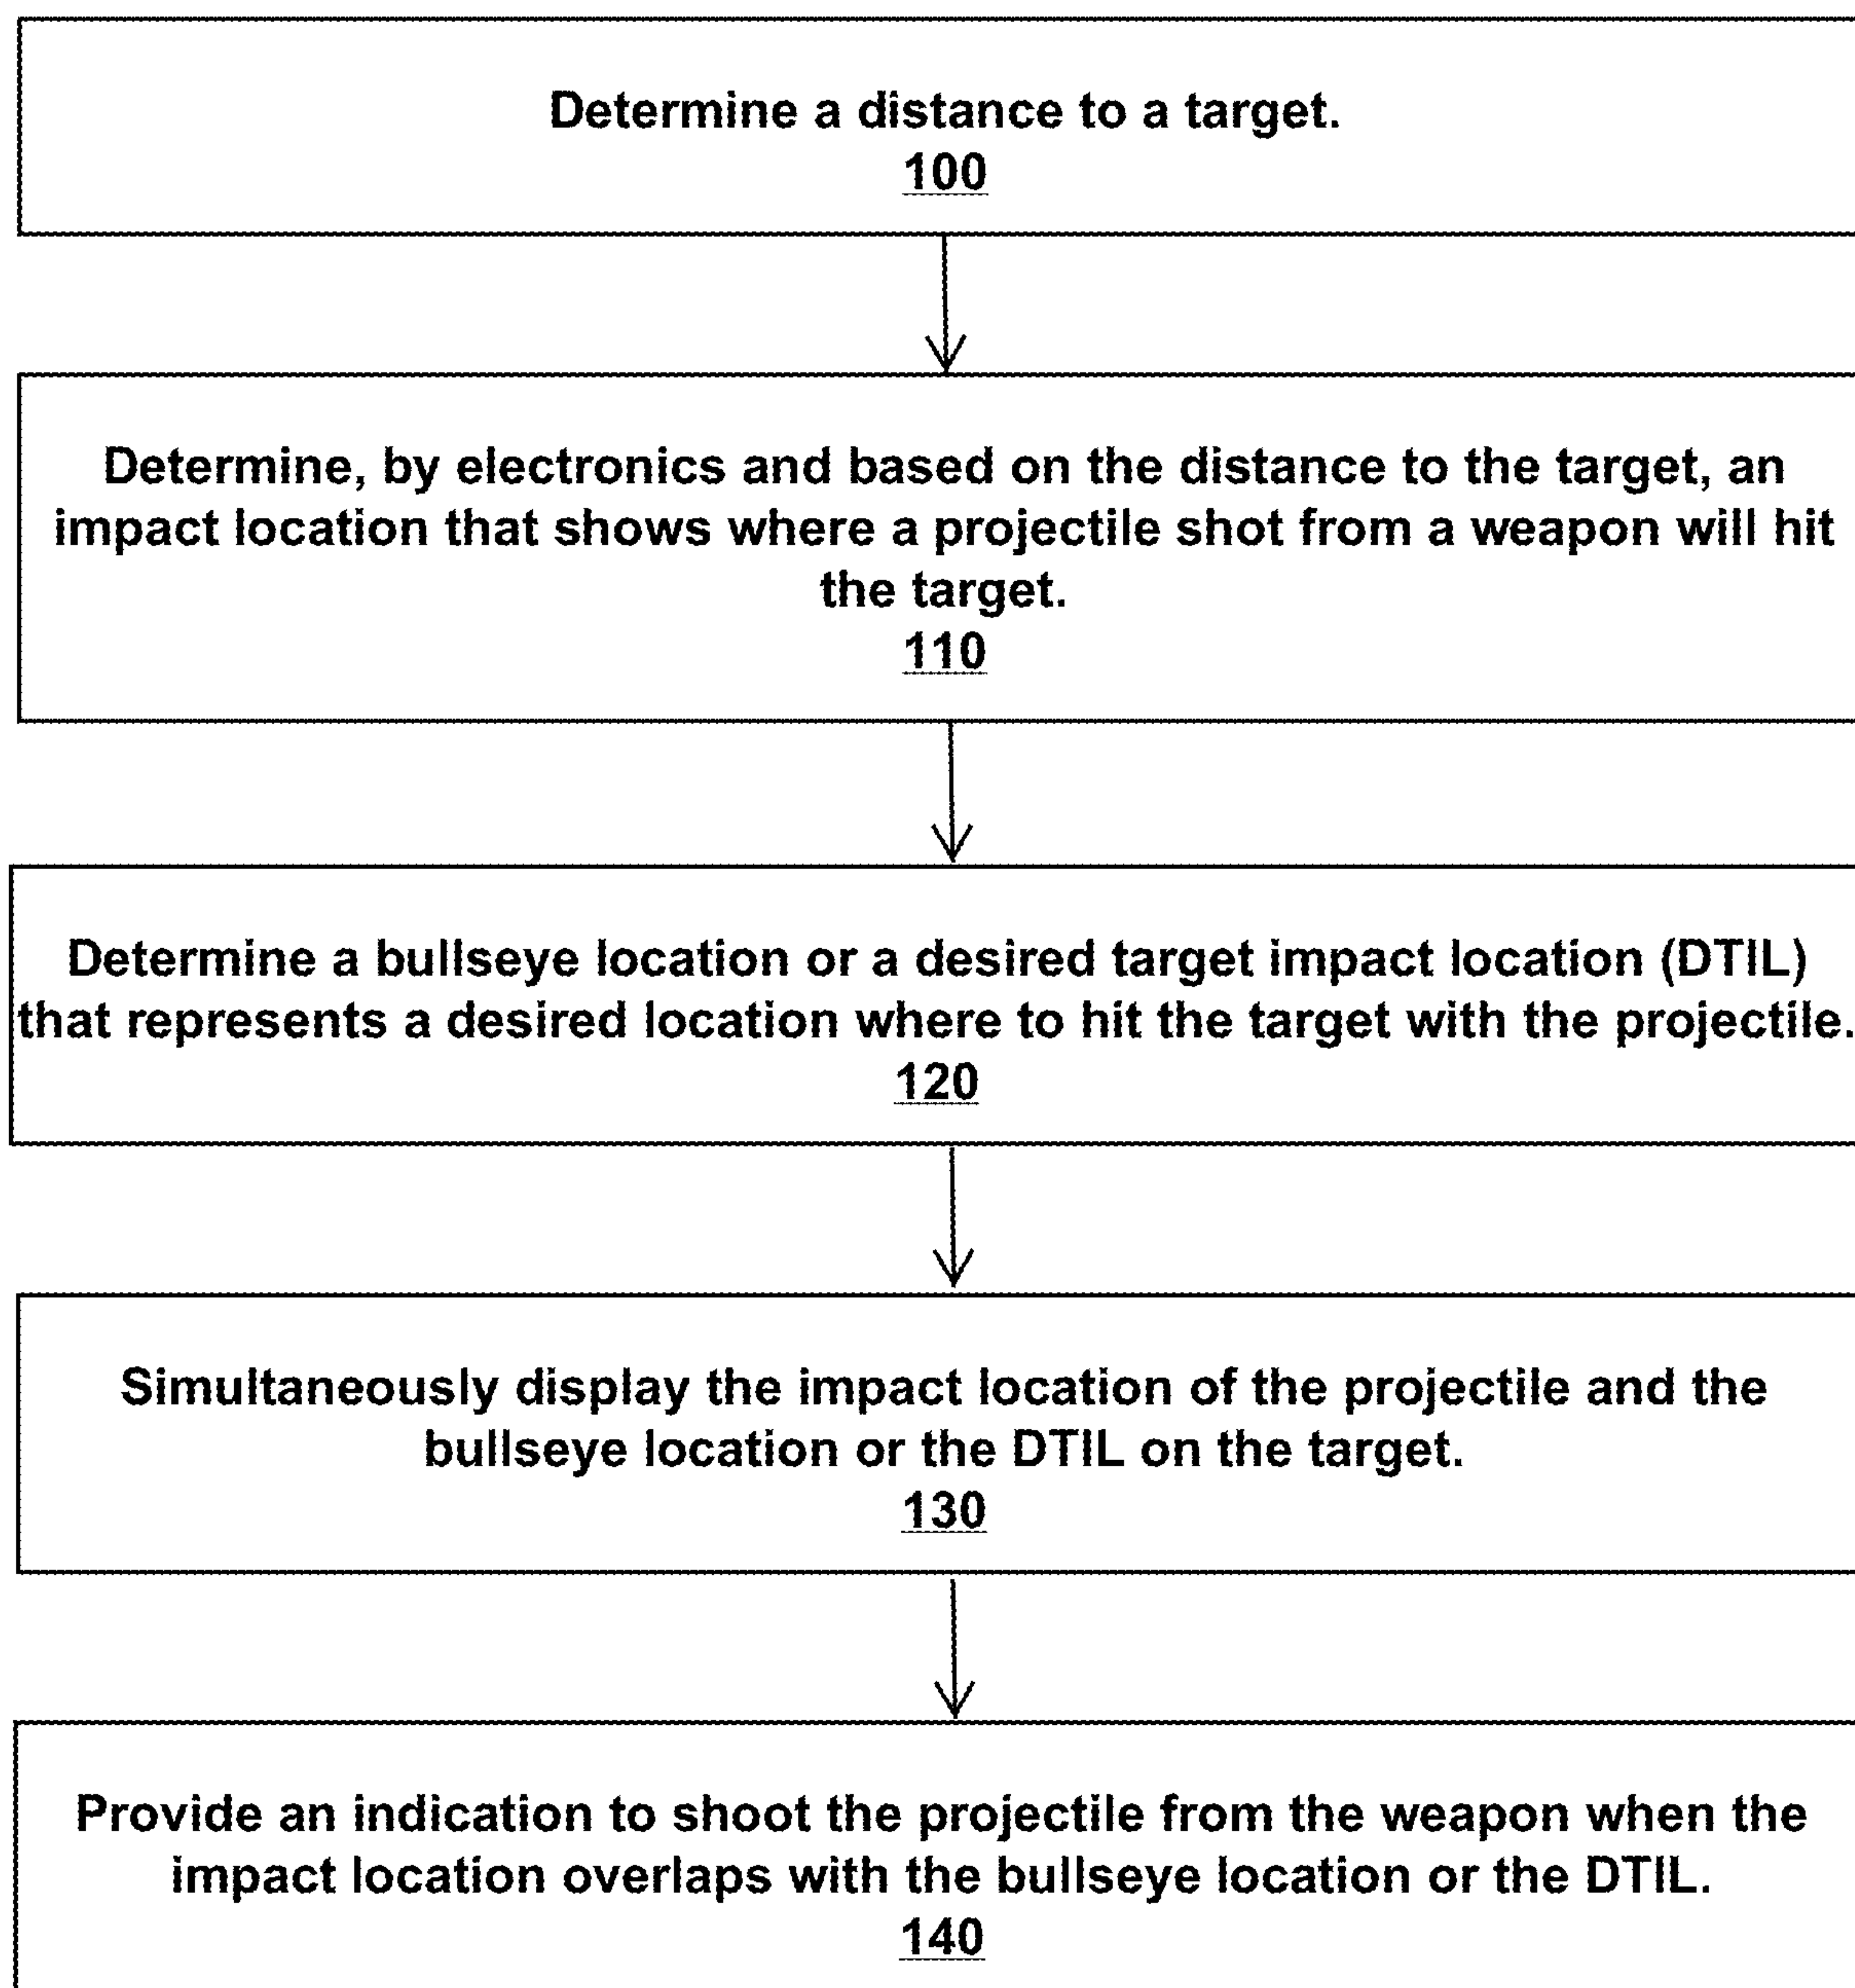 Determine a distance to a target.
100
Determine, by electronics and based on the distance to the target, an
impact location that shows where a projectile shot from a weapon will hit
the target.
110
Determine a bullseye location or a desired target impact location (DTIL)
that represents a desired location where to hit the target with the projectile.
120
Simultaneously display the impact location of the projectile and the
bullseye location or the DTIL on the target.
130
Provide an indication to shoot the projectile from the weapon when the
impact location overlaps with the bullseye location or the DTIL.
140